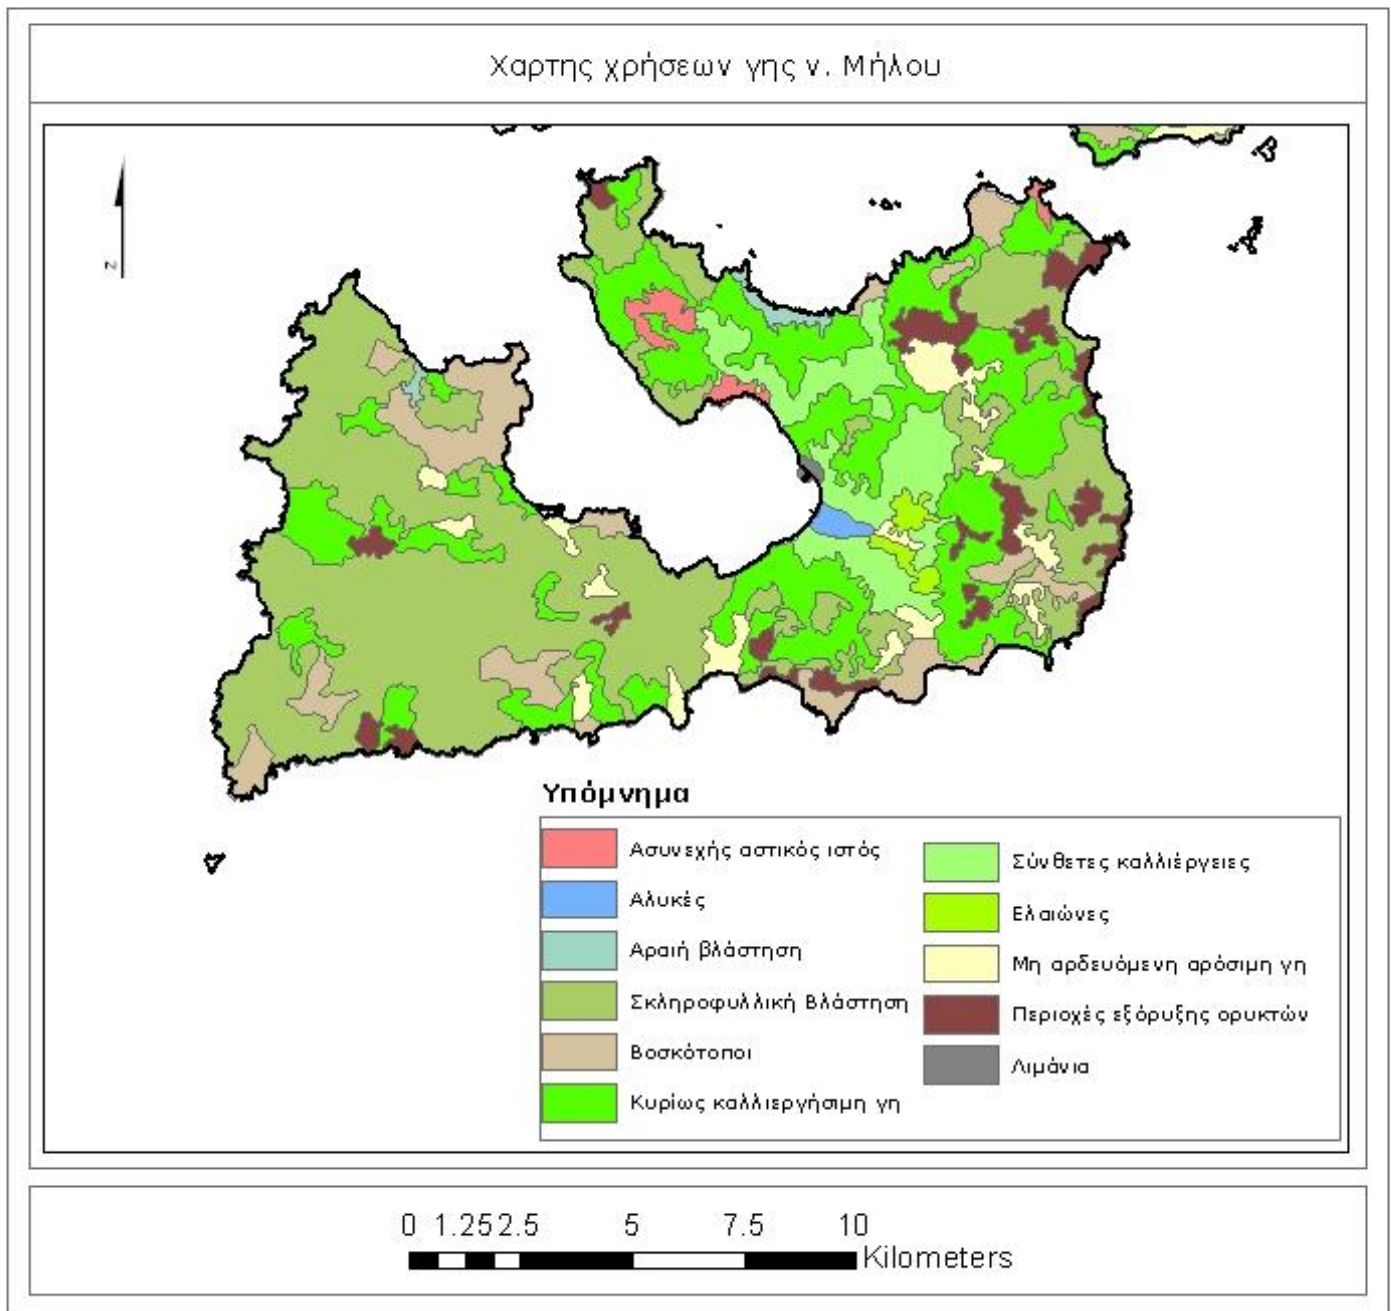 Χαρτης χρήσεων γης ν. Μήλου
z
Υπόμνημα
Ασυνεχής αστικός ιστός
Αλυκές
Αραιή βλάστηση
Σκληροφυλλική Βλάστηση
Βοσκότοποι
Κυρίως καλλιεργήσιμη γη
Σύνθετες καλλιέργειες
Ελαιώνες
Μη αρδευόμενη αρόσιμη γη
Περιοχές εξόρυξης ορυκτών
Λιμάνια
0 1.25 2.5 5 7.5 10
Kilometers